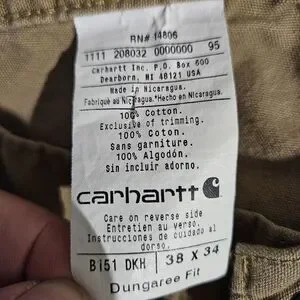 RN# 14806
1111 208032 0000000 95
Carhartt Inc. P.O. Box 600
Dearborn, MI 48121 USA
Made in Nicaragua.
Fabriqué au Nicaragua.*Hecho en Nicaragua.
100% Cotton.
Exclusive of trimming.
100% Coton.
Sans garniture.
100% Algodón.
Sin incluir adorno.
carhartt
Care on reverse side
Entretien au verso.
Instrucciones de cuidado al
dorso.
B151 DKH 38 X 34
Dungaree Fit